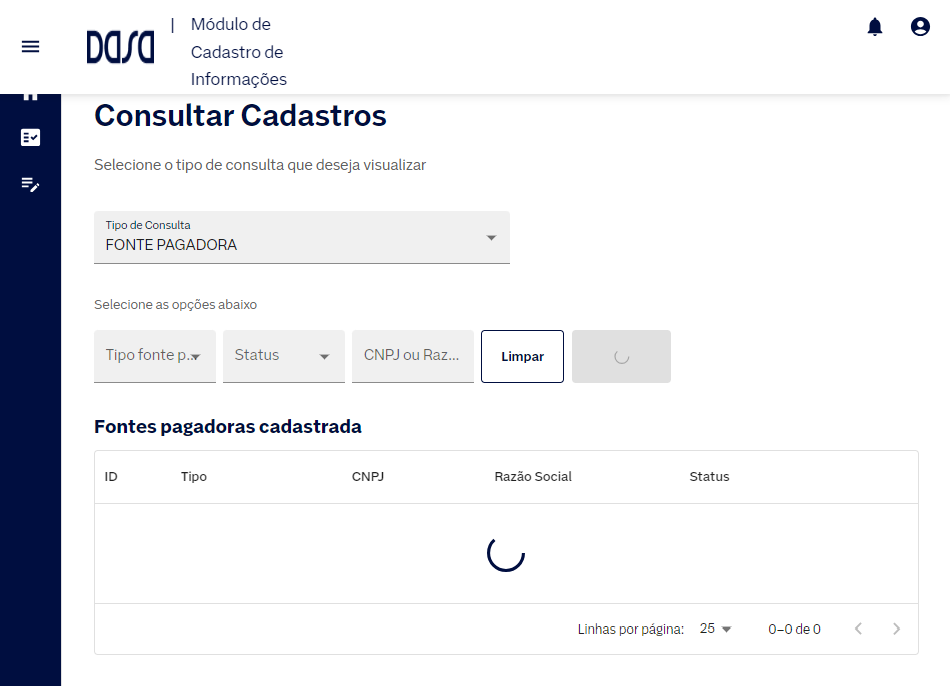 DASA
|
Módulo de
Cadastro de
Informações
Consultar Cadastros
Selecione o tipo de consulta que deseja visualizar
Tipo de Consulta
FONTE PAGADORA
Selecione as opções abaixo
Tipo fonte p... Status CNPJ ou Raz... Limpar
Fontes pagadoras cadastrada
ID Tipo CNPJ Razão Social Status
Linhas por página: 25 0–0 de 0